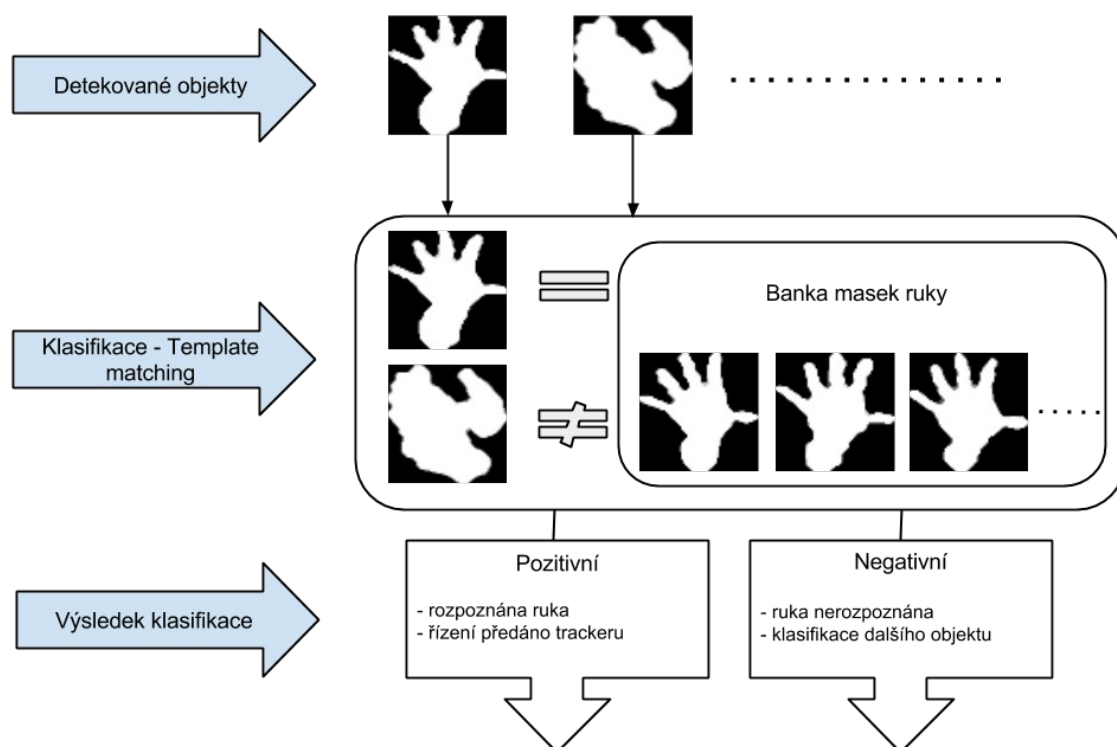 Detekované objekty
Banka masek ruky
Klasifikace - Template
matching
Pozitivní
- rozpoznána ruka
- řízení předáno trackeru
Negativní
- ruka nerozpoznána
- klasifikace dalšího objektu
Výsledek klasifikace